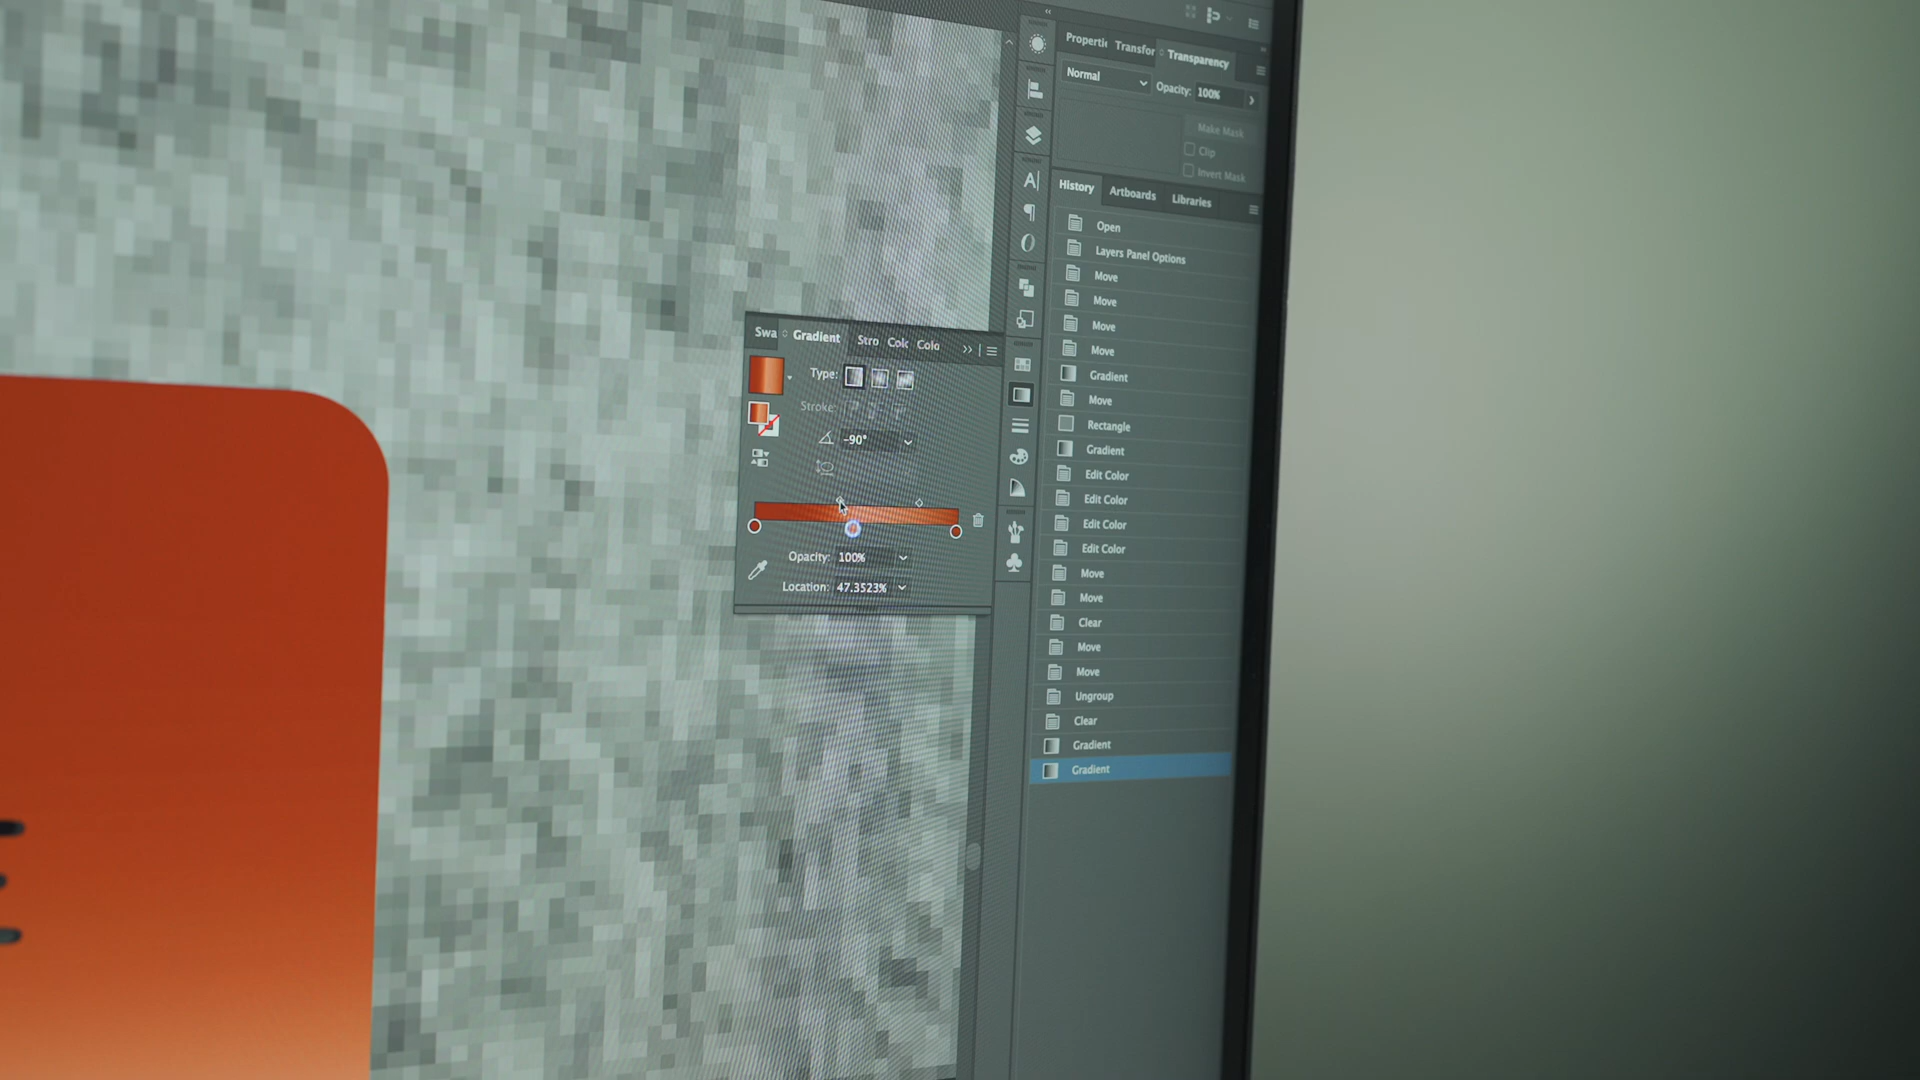 Properti Transfor Transparency
Normal
Opacity: 100%
Make Mask
Clip
Invert Mask
History Artboards Libraries
Open
Layers Panel Options
Move
Move
Move
Move
Gradient
Move
Rectangle
Gradient
Edit Color
Edit Color
Edit Color
Edit Color
Move
Move
Clear
Move
Move
Ungroup
Clear
Gradient
Gradient
Swa Gradient Stro Colc Colo
Type:
Stroke:
-90°
Opacity: 100%
Location: 47.3523%